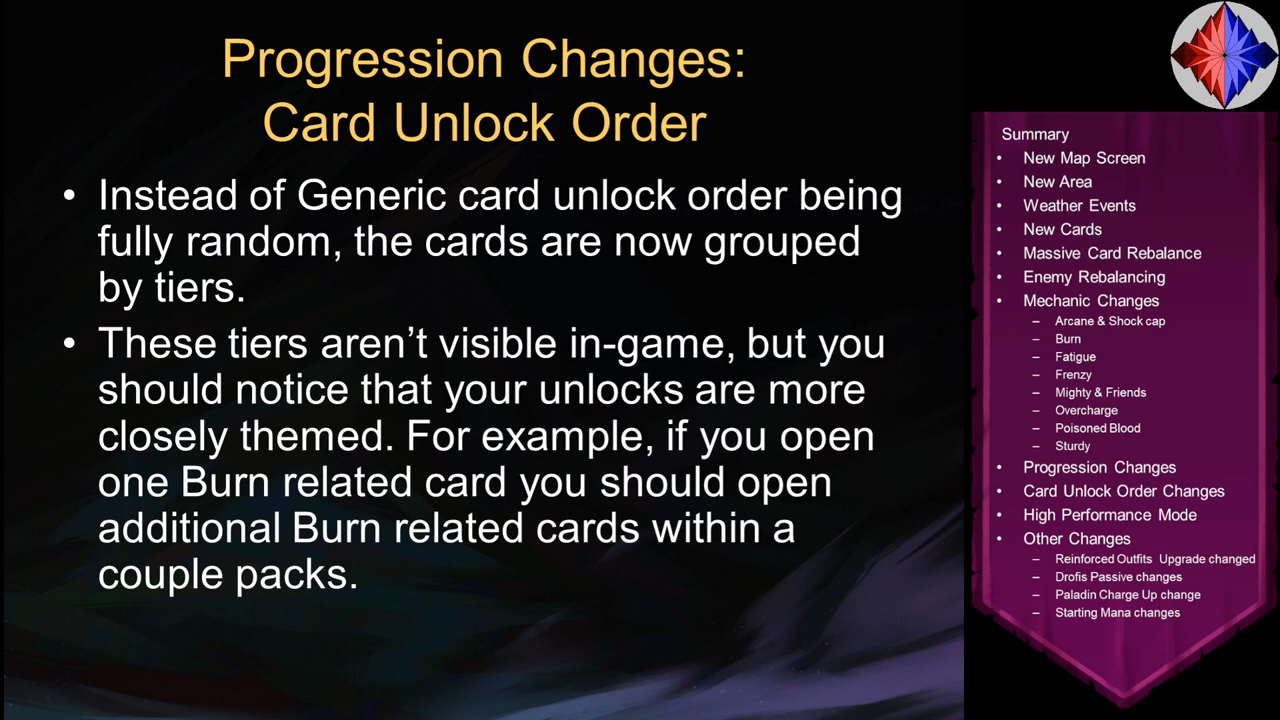 Progression Changes:
Card Unlock Order
• Instead of Generic card unlock order being
fully random, the cards are now grouped
by tiers.
• These tiers aren’t visible in-game, but you
should notice that your unlocks are more
closely themed. For example, if you open
one Burn related card you should open
additional Burn related cards within a
couple packs.
Summary
• New Map Screen
• New Area
• Weather Events
• New Cards
• Massive Card Rebalance
• Enemy Rebalancing
• Mechanic Changes
– Arcane & Shock cap
– Burn
– Fatigue
– Frenzy
– Mighty & Friends
– Overcharge
– Poisoned Blood
– Sturdy
• Progression Changes
• Card Unlock Order Changes
• High Performance Mode
• Other Changes
– Reinforced Outfits Upgrade changed
– Drofis Passive changes
– Paladin Charge Up change
– Starting Mana changes